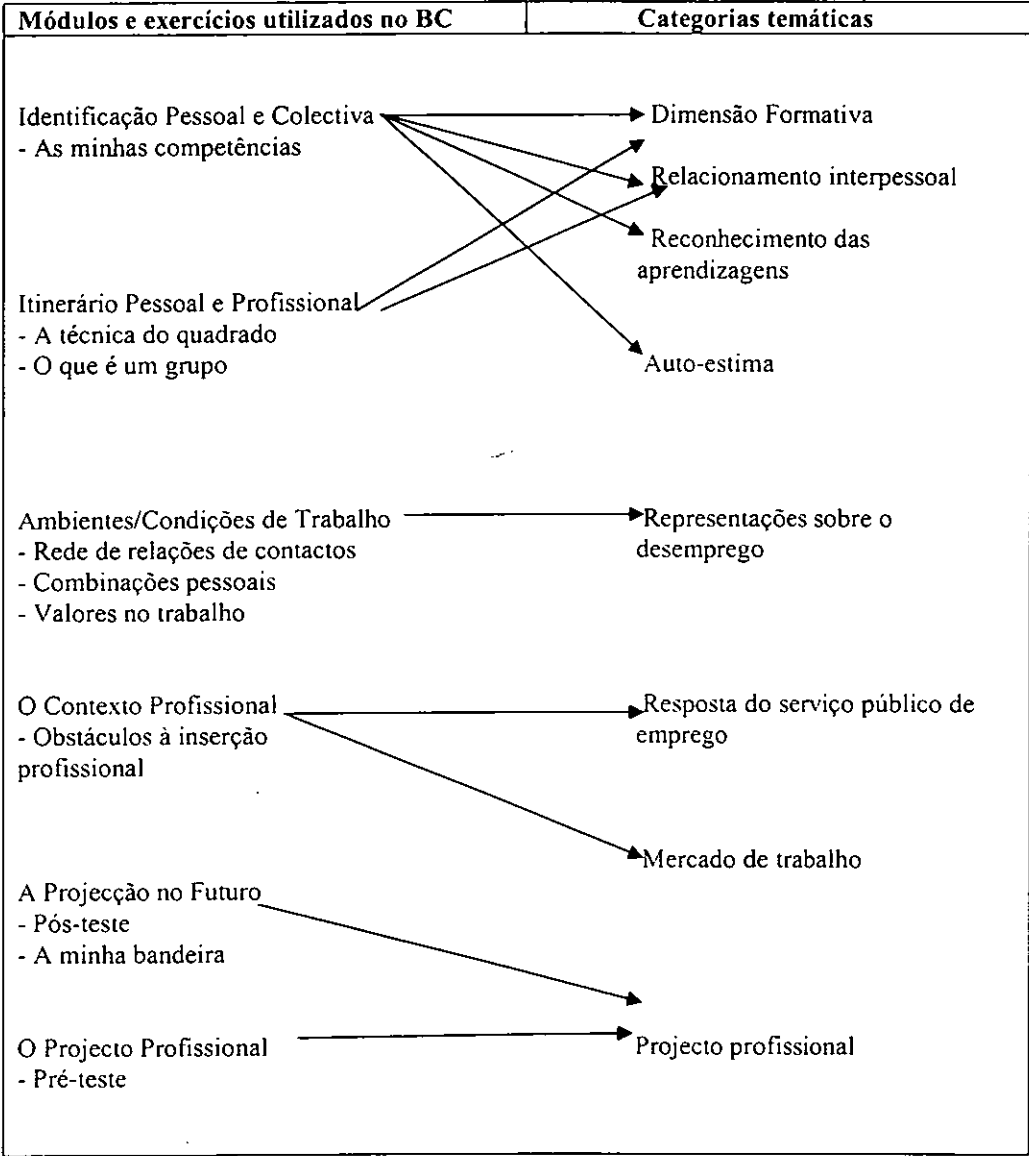 Módulos e exercícios utilizados no BC
Categorias temáticas
Identificação Pessoal e Colectiva
- As minhas competências
Dimensão Formativa
Relacionamento interpessoal
Reconhecimento das
aprendizagens
Itinerário Pessoal e Profissional
- A técnica do quadrado
- O que é um grupo
Auto-estima
Ambientes/Condições de Trabalho
- Rede de relações de contactos
- Combinações pessoais
- Valores no trabalho
Representações sobre o
desemprego
O Contexto Profissional
- Obstáculos à inserção
profissional
Resposta do serviço público de
emprego
Mercado de trabalho
A Projecção no Futuro
- Pós-teste
- A minha bandeira
O Projecto Profissional
- Pré-teste
Projecto profissional